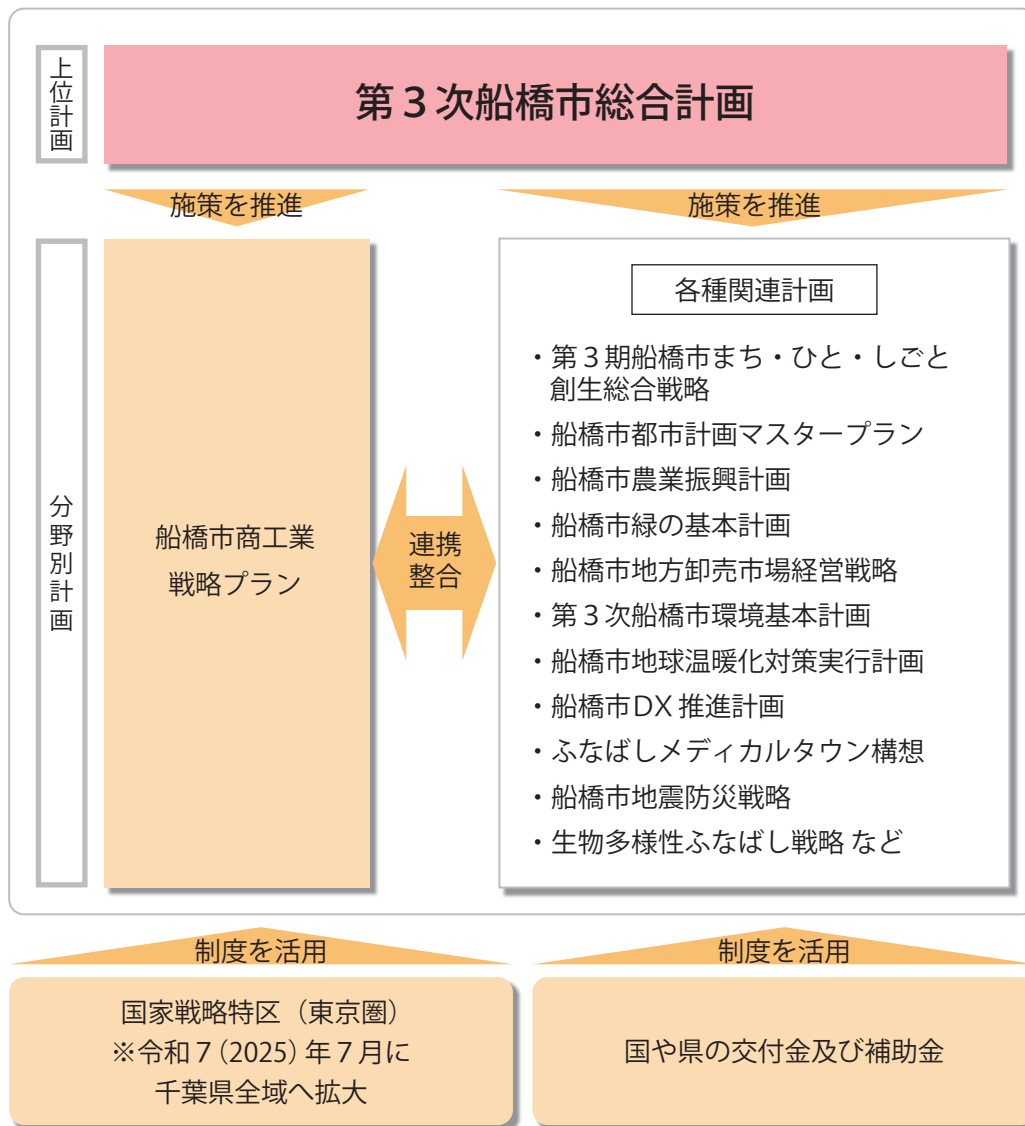 上位計画
第３次船橋市総合計画
施策を推進
施策を推進
分野別計画
船橋市商工業
戦略プラン
連携
整合
各種関連計画
・第３期船橋市まち・ひと・しごと
創生総合戦略
・船橋市都市計画マスタープラン
・船橋市農業振興計画
・船橋市緑の基本計画
・船橋市地方卸売市場経営戦略
・第３次船橋市環境基本計画
・船橋市地球温暖化対策実行計画
・船橋市DX 推進計画
・ふなばしメディカルタウン構想
・船橋市地震防災戦略
・生物多様性ふなばし戦略 など
制度を活用
国家戦略特区（東京圏）
※令和７(2025)年７月に
千葉県全域へ拡大
制度を活用
国や県の交付金及び補助金